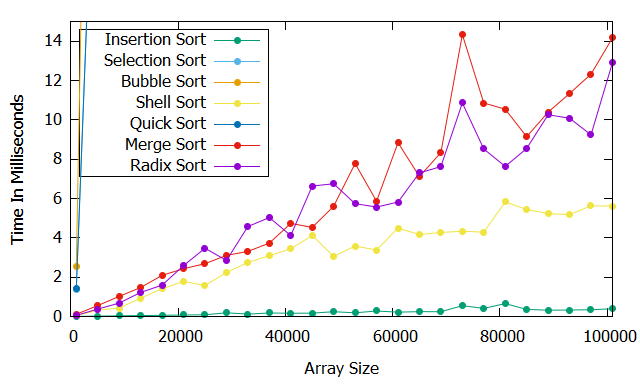 14
12
10
8
6
4
2
0
Time In Milliseconds
Insertion Sort
Selection Sort
Bubble Sort
Shell Sort
Quick Sort
Merge Sort
Radix Sort
0 20000 40000 60000 80000 100000
Array Size